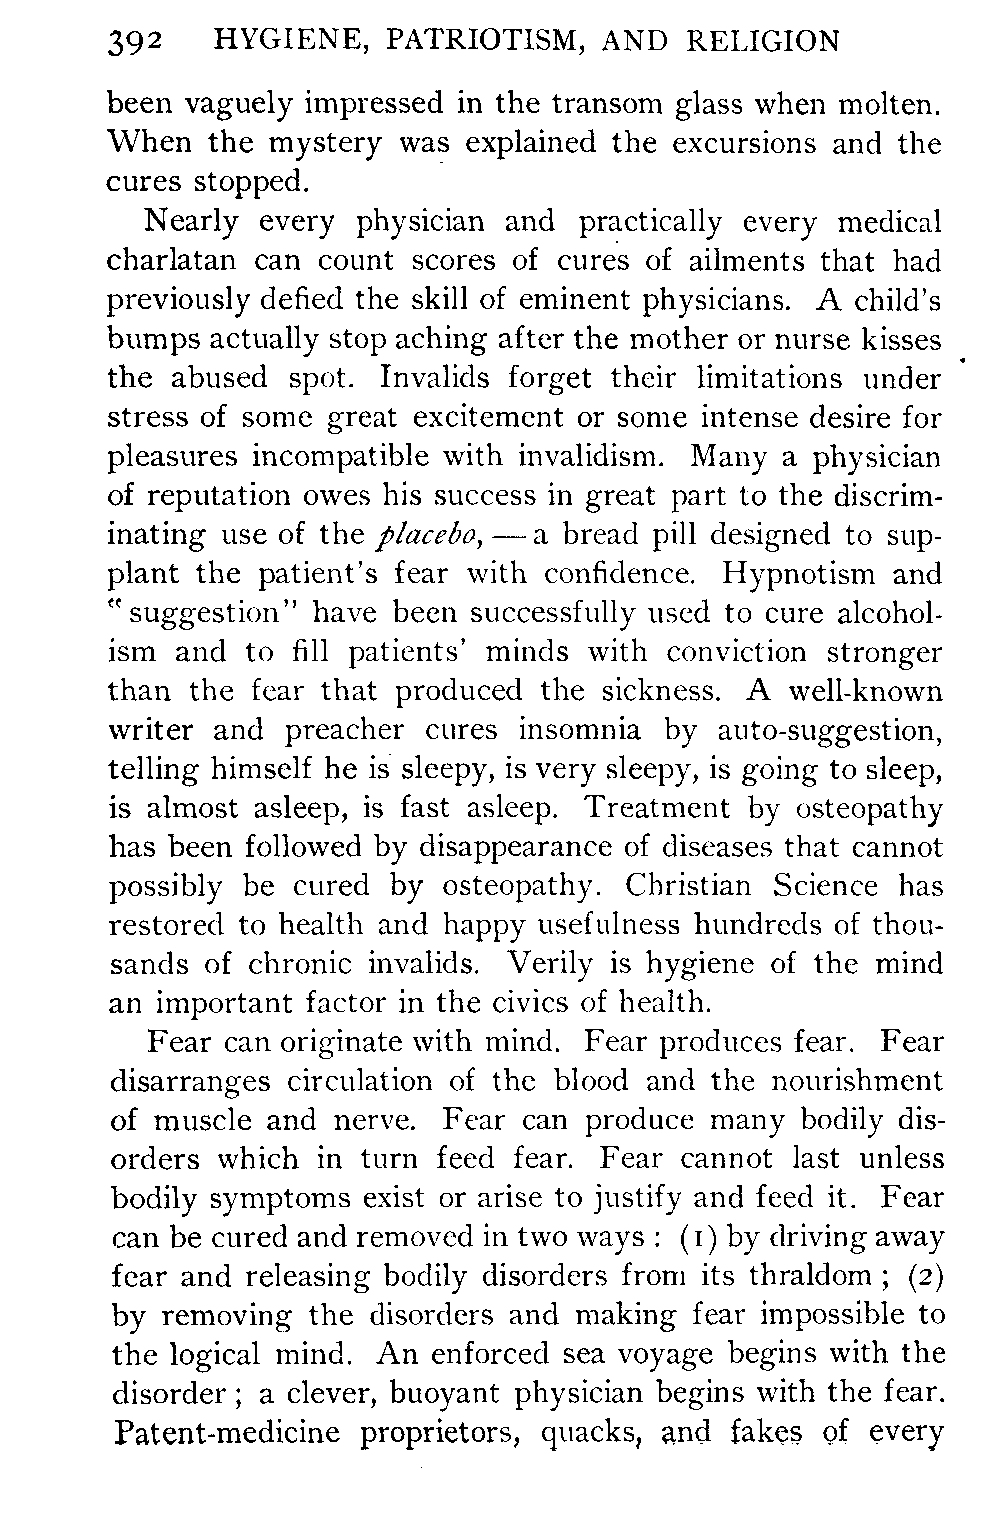 392 HYGIENE, PATRIOTISM, AND RELIGION
been vaguely impressed in the transom glass when molten.
When the mystery was explained the excursions and the
cures stopped.
Nearly every physician and practically every medical
charlatan can count scores of cures of ailments that had
previously defied the skill of eminent physicians. A child's
bumps actually stop aching after the mother or nurse kisses
the abused spot. Invalids forget their limitations under
stress of some great excitement or some intense desire for
pleasures incompatible with invalidism. Many a physician
of reputation owes his success in great part to the discrim-
inating use of the placebo, — a bread pill designed to sup-
plant the patient's fear with confidence. Hypnotism and
"suggestion" have been successfully used to cure alcohol-
ism and to fill patients' minds with conviction stronger
than the fear that produced the sickness. A well-known
writer and preacher cures insomnia by auto-suggestion,
telling himself he is sleepy, is very sleepy, is going to sleep,
is almost asleep, is fast asleep. Treatment by osteopathy
has been followed by disappearance of diseases that cannot
possibly be cured by osteopathy. Christian Science has
restored to health and happy usefulness hundreds of thou-
sands of chronic invalids. Verily is hygiene of the mind
an important factor in the civics of health.
Fear can originate with mind. Fear produces fear. Fear
disarranges circulation of the blood and the nourishment
of muscle and nerve. Fear can produce many bodily dis-
orders which in turn feed fear. Fear cannot last unless
bodily symptoms exist or arise to justify and feed it. Fear
can be cured and removed in two ways : (1) by driving away
fear and releasing bodily disorders from its thraldom ; (2)
by removing the disorders and making fear impossible to
the logical mind. An enforced sea voyage begins with the
disorder ; a clever, buoyant physician begins with the fear.
Patent-medicine proprietors, quacks, and fakes of every